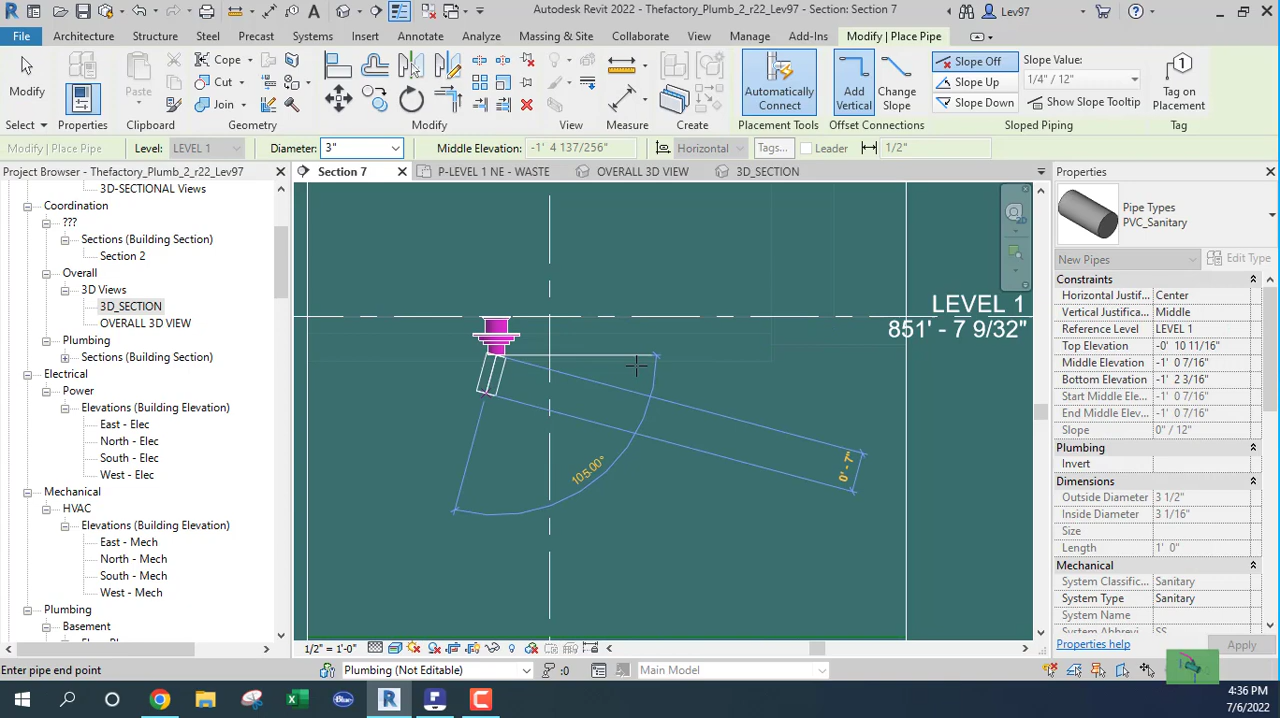 Autodesk Revit 2022 - Thefactory_Plumb_2_r22_Lev97 - Section: Section 7
Lev97
File Architecture Structure Steel Precast Systems Insert Annotate Analyze Massing & Site Collaborate View Manage Add-Ins Modify | Place Pipe
Modify
Paste
Cope
Cut
Join
Automatically
Connect
Add
Vertical
Change
Slope
Slope Off
Slope Up
Slope Down
Slope Value:
1/4" / 12"
Show Slope Tooltip
Tag on
Placement
Select Properties Clipboard Geometry Modify View Measure Create Placement Tools Offset Connections Sloped Piping Tag
Modify | Place Pipe Level: LEVEL 1 Diameter: 3" Middle Elevation: -1' 4 137/256" Horizontal Tags... Leader 1/2"
Project Browser - Thefactory_Plumb_2_r22_Lev97
3D-SECTIONAL Views
Coordination
???
Sections (Building Section)
Section 2
Overall
3D Views
3D_SECTION
OVERALL 3D VIEW
Plumbing
Sections (Building Section)
Electrical
Power
Elevations (Building Elevation)
East - Elec
North - Elec
South - Elec
West - Elec
Mechanical
HVAC
Elevations (Building Elevation)
East - Mech
North - Mech
South - Mech
West - Mech
Plumbing
Basement
Section 7 P-LEVEL 1 NE - WASTE OVERALL 3D VIEW 3D_SECTION
LEVEL 1
851' - 7 9/32"
105.00°
0' - 7"
1/2" = 1'-0"
Properties
Pipe Types
PVC_Sanitary
New Pipes Edit Type
Constraints
Horizontal Justif... Center
Vertical Justifica... Middle
Reference Level LEVEL 1
Top Elevation -0' 10 11/16"
Middle Elevation -1' 0 7/16"
Bottom Elevation -1' 2 3/16"
Start Middle Elev...
End Middle Elev...
Slope 0" / 12"
Plumbing
Invert
Dimensions
Outside Diameter 3 1/2"
Inside Diameter 3 1/16"
Size
Length 1' 0"
Mechanical
System Classific... Sanitary
System Type Sanitary
System Name
Properties help Apply
Enter pipe end point Plumbing (Not Editable) :0 Main Model
Blue
4:36 PM
7/6/2022